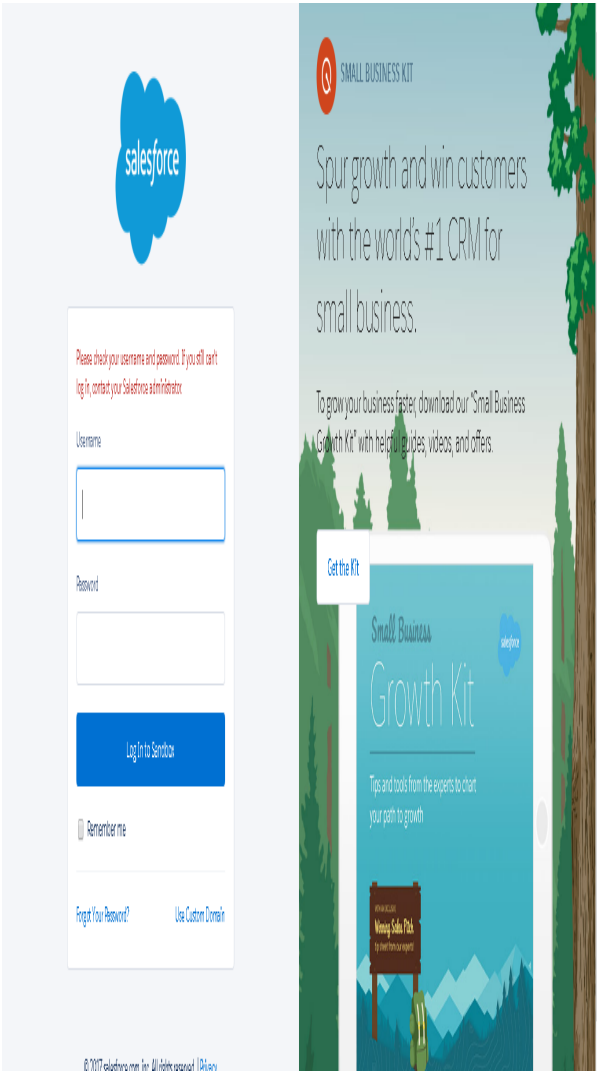 salesforce
Please check your username and password. If you still can't
log in, contact your Salesforce administrator.
Username
Password
Log In to Sandbox
Remember me
Forgot Your Password? Use Custom Domain
© 2017 salesforce.com, inc. All rights reserved. | Privacy
SMALL BUSINESS KIT
Spur growth and win customers
with the world's #1 CRM for
small business.
To grow your business faster, download our "Small Business
Growth Kit" with helpful guides, videos, and offers.
Get the Kit
Small Business
salesforce
Growth Kit
Tips and tools from the experts to chart
your path to growth
Winning Sales Pitch
tip sheet from our experts!